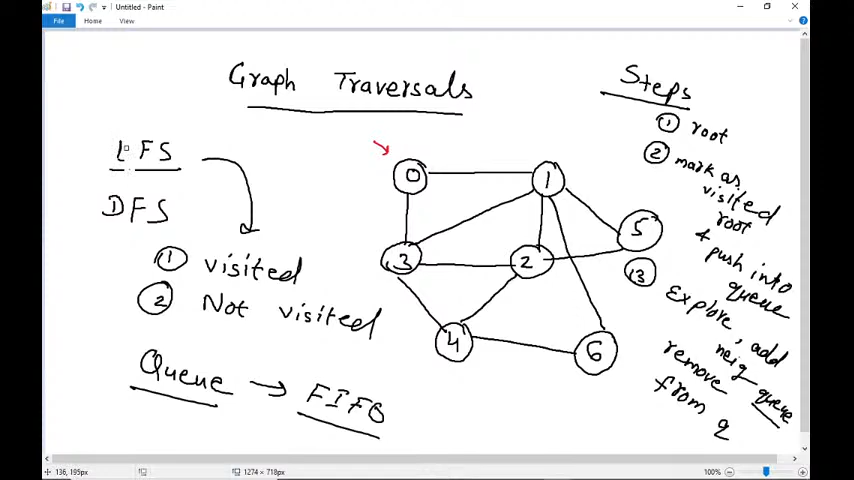 Untitled - Paint
File Home View
Graph Traversals
FS
DFS
① visited
② Not visited
Queue → FIFO
0
1
3
2
5
4
6
Steps
① root
② mark as
visited
root
& push into
queue
③ Explore, add
neig queue
remove
from q
136, 195px
1274 × 718px
100%